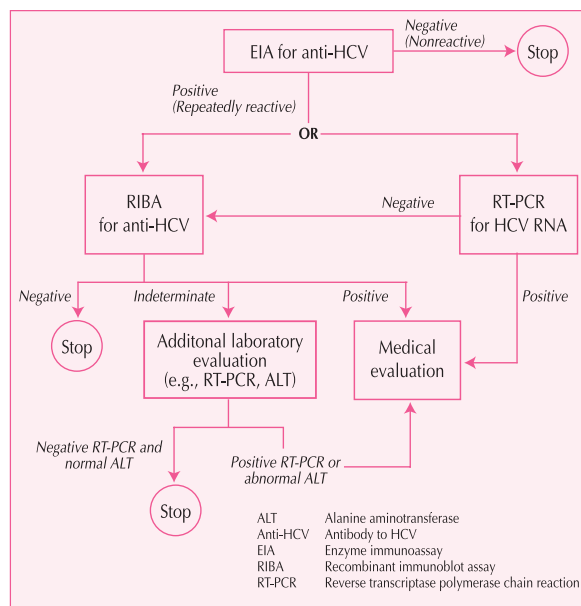 Negative
(Nonreactive)
EIA for anti-HCV
Stop
Positive
(Repeatedly reactive)
OR
RIBA
for anti-HCV
Negative
RT-PCR
for HCV RNA
Negative
Indeterminate
Positive
Positive
Stop
Additonal laboratory
evaluation
(e.g., RT-PCR, ALT)
Medical
evaluation
Negative RT-PCR and
normal ALT
Positive RT-PCR or
abnormal ALT
Stop
ALT Alanine aminotransferase
Anti-HCV Antibody to HCV
EIA Enzyme immunoassay
RIBA Recombinant immunoblot assay
RT-PCR Reverse transcriptase polymerase chain reaction